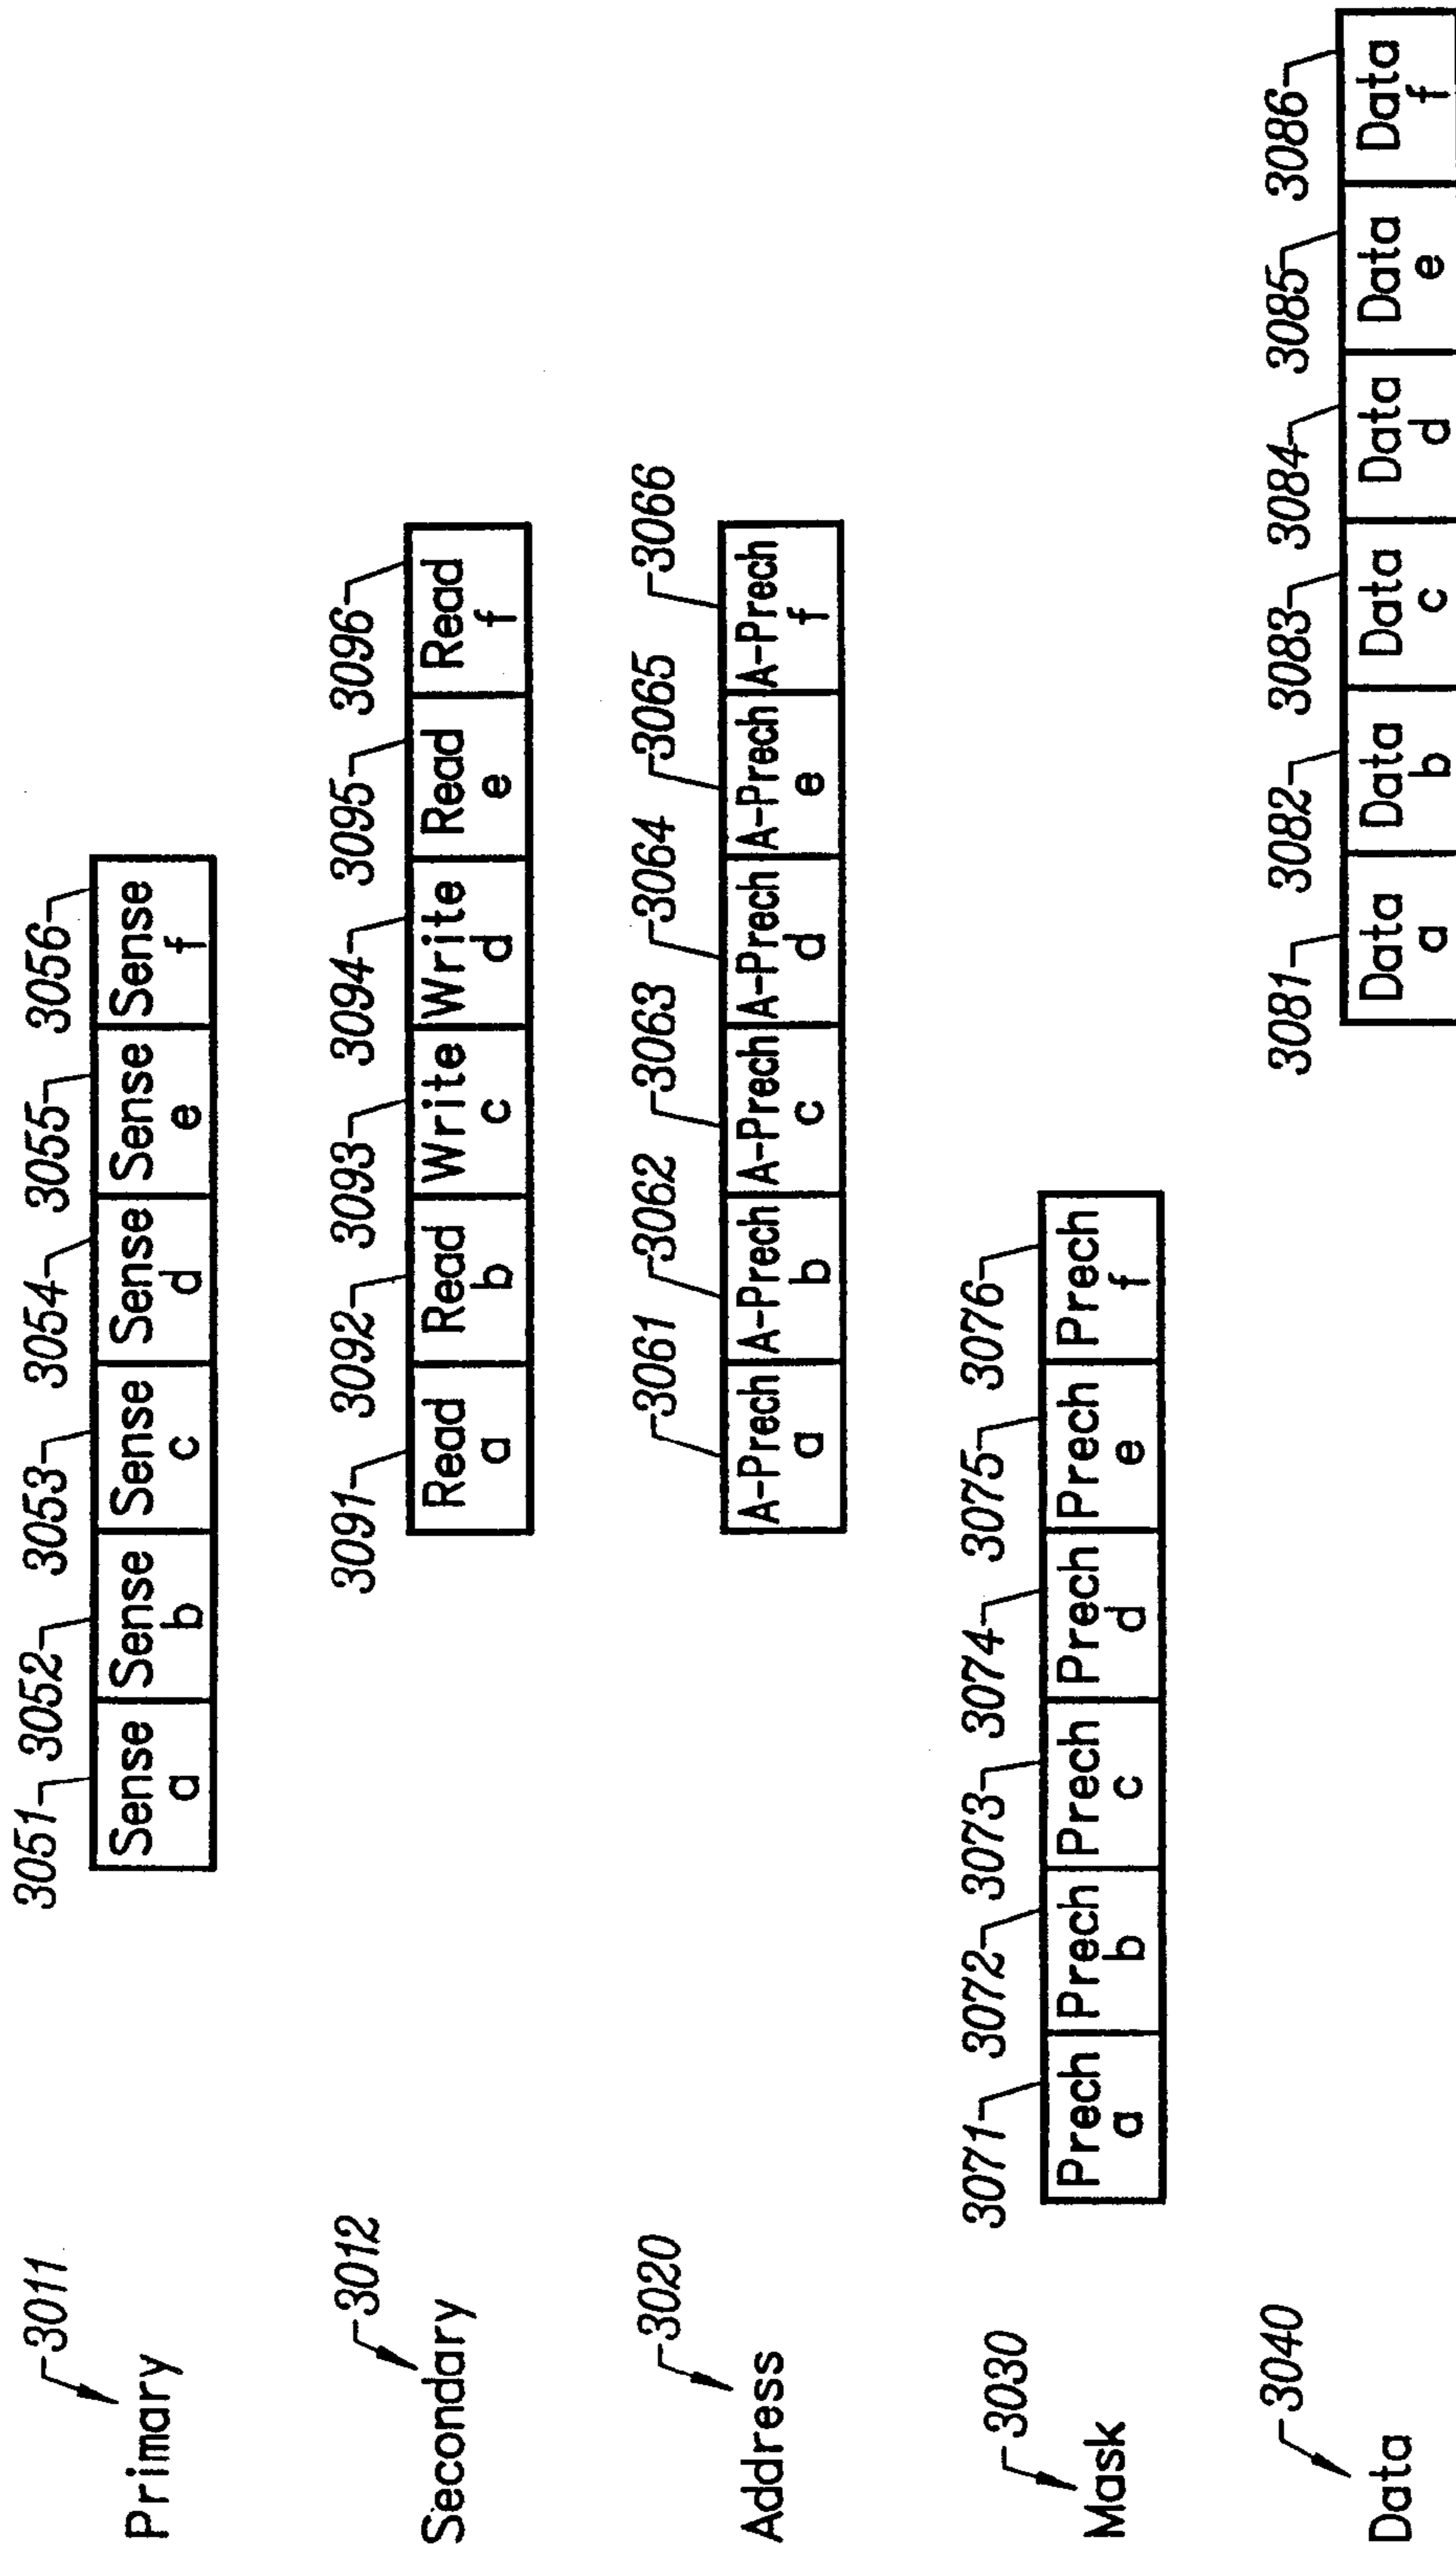 3011
Primary
3051 3052 3053 3054 3055 3056
Sense Sense Sense Sense Sense Sense
a b c d e f
3012
Secondary
3091 3092 3093 3094 3095 3096
Read Read Write Write Read Read
a b c d e f
3020
Address
3061 3062 3063 3064 3065 3066
A-Prech A-Prech A-Prech A-Prech A-Prech A-Prech
a b c d e f
3030
Mask
3071 3072 3073 3074 3075 3076
Prech Prech Prech Prech Prech Prech
a b c d e f
3040
Data
3081 3082 3083 3084 3085 3086
Data Data Data Data Data Data
a b c d e f